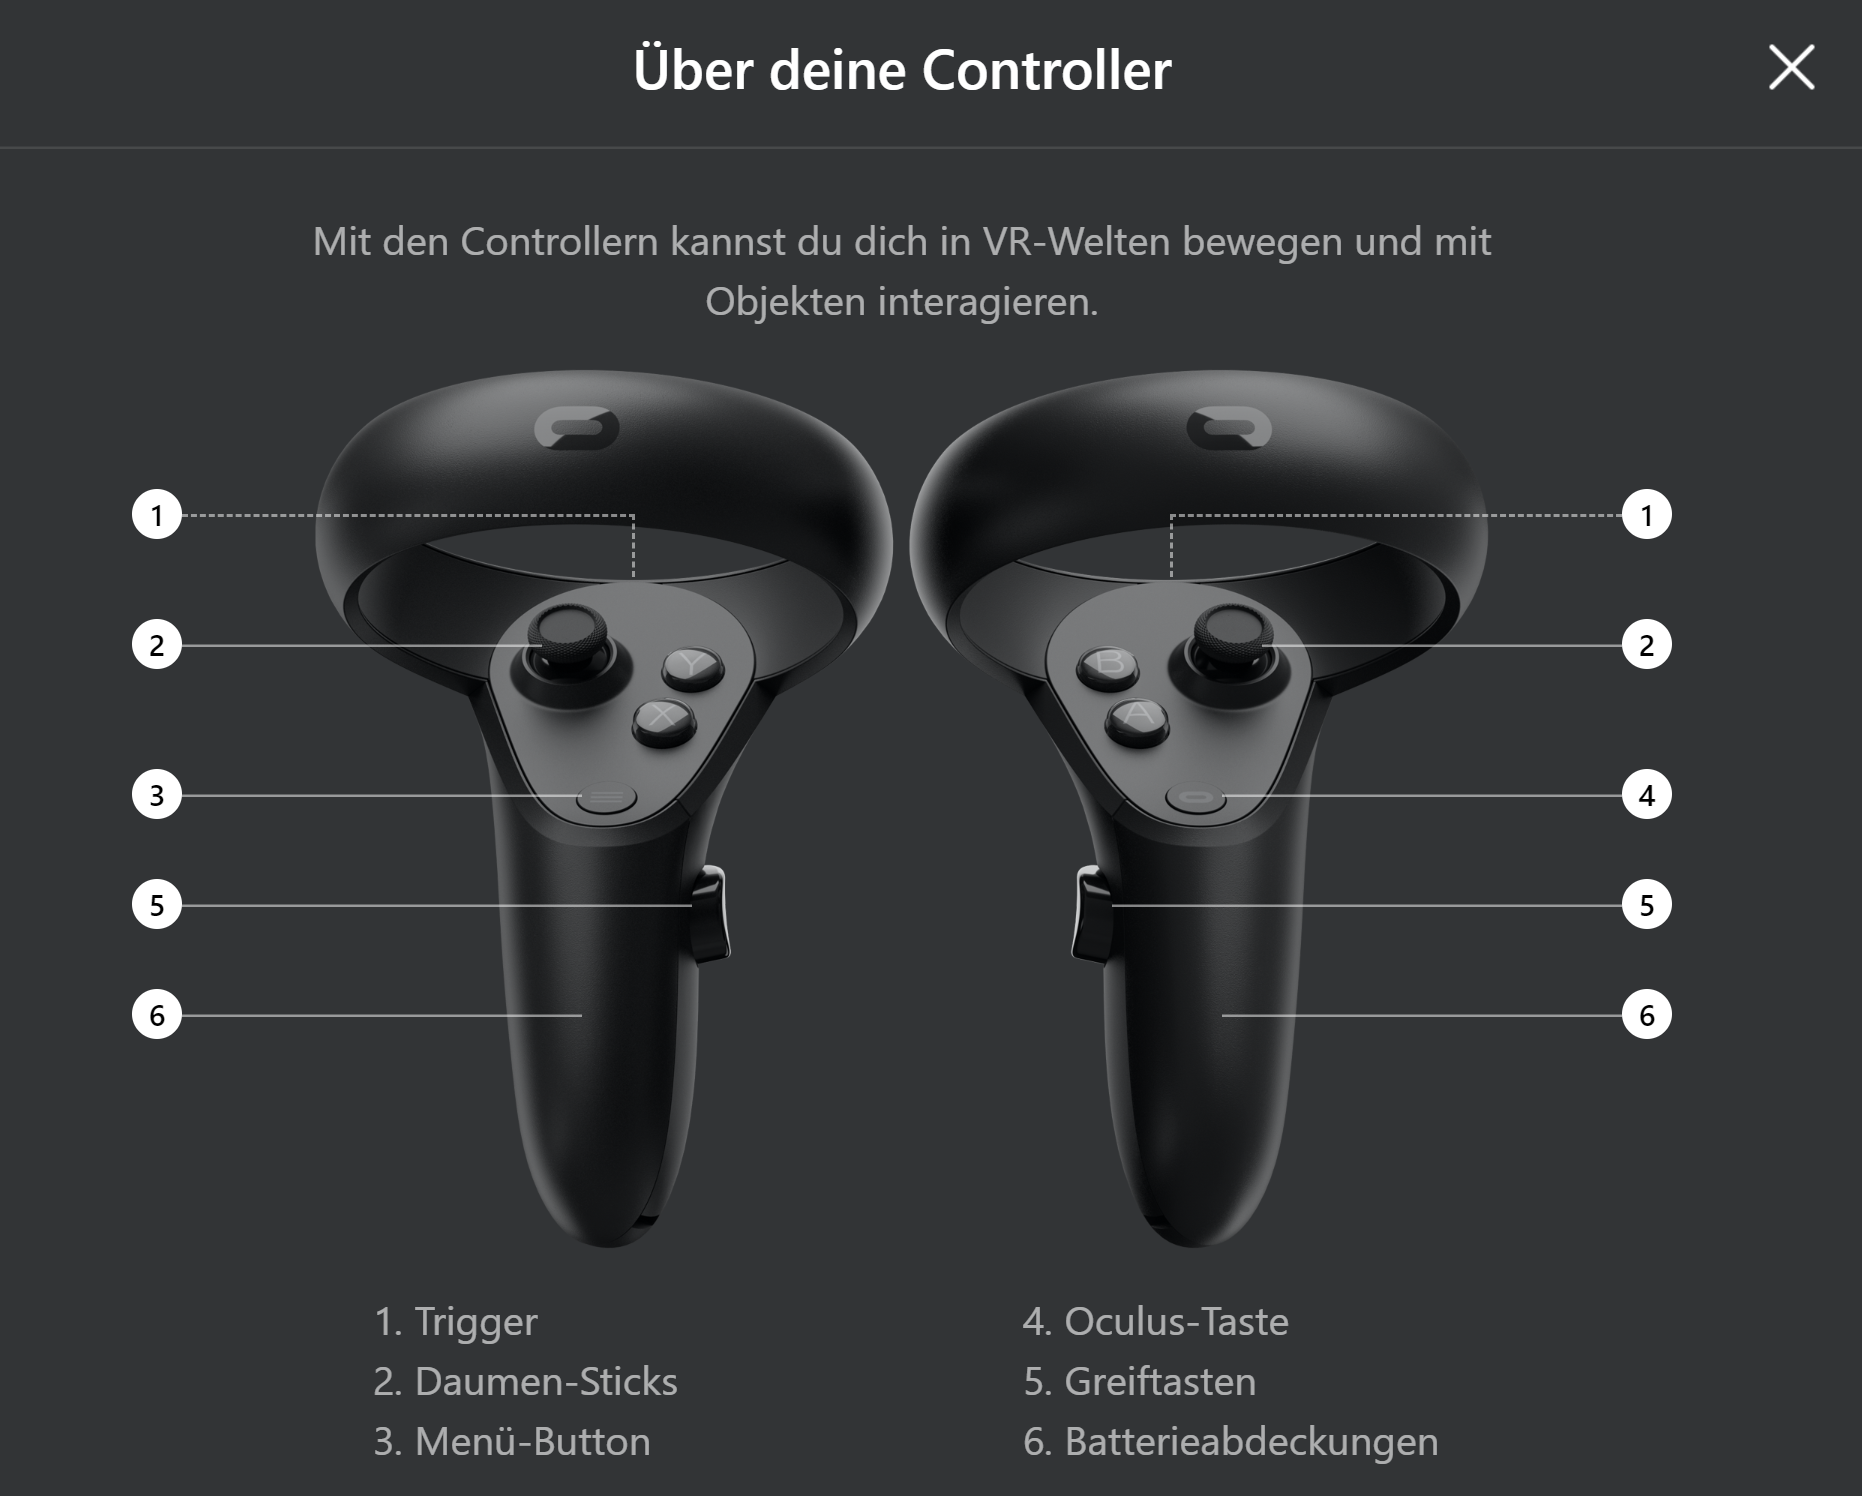 Über deine Controller
Mit den Controllern kannst du dich in VR-Welten bewegen und mit
Objekten interagieren.
1
1
2
2
Y
B
X
A
3
4
5
5
6
6
1. Trigger
2. Daumen-Sticks
3. Menü-Button
4. Oculus-Taste
5. Greiftasten
6. Batterieabdeckungen